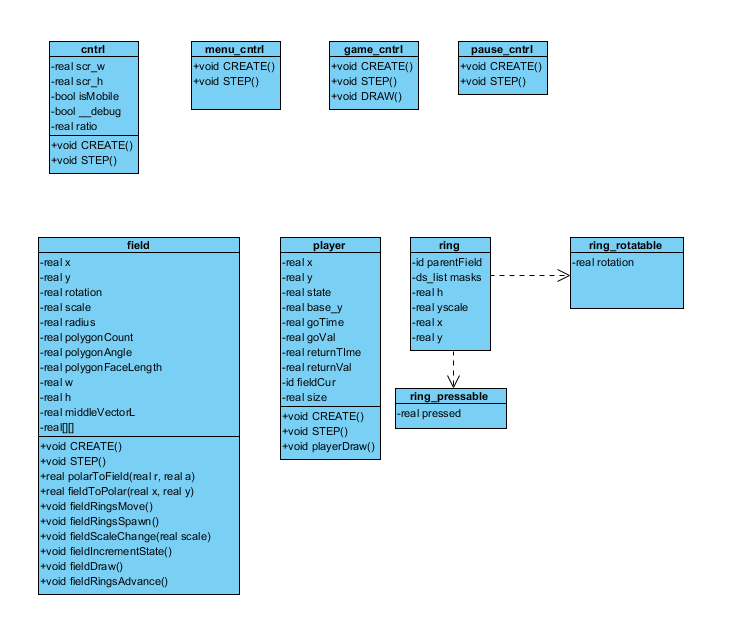 cntrl
-real scr_w
-real scr_h
-bool isMobile
-bool __debug
-real ratio
+void CREATE()
+void STEP()
menu_cntrl
+void CREATE()
+void STEP()
game_cntrl
+void CREATE()
+void STEP()
+void DRAW()
pause_cntrl
+void CREATE()
+void STEP()
field
-real x
-real y
-real rotation
-real scale
-real radius
-real polygonCount
-real polygonAngle
-real polygonFaceLength
-real w
-real h
-real middleVectorL
-real[][]
+void CREATE()
+void STEP()
+real polarToField(real r, real a)
+real fieldToPolar(real x, real y)
+void fieldRingsMove()
+void fieldRingsSpawn()
+void fieldScaleChange(real scale)
+void fieldIncrementState()
+void fieldDraw()
+void fieldRingsAdvance()
player
-real x
-real y
-real state
-real base_y
-real goTime
-real goVal
-real returnTIme
-real returnVal
-id fieldCur
-real size
+void CREATE()
+void STEP()
+void playerDraw()
ring
-id parentField
-ds_list masks
-real h
-real yscale
-real x
-real y
ring_rotatable
-real rotation
ring_pressable
-real pressed